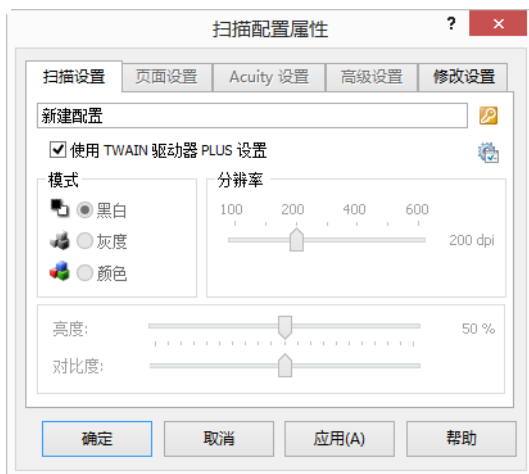 扫描配置属性 ?
扫描设置 页面设置 Acuity 设置 高级设置 修改设置
新建配置
使用 TWAIN 驱动器 PLUS 设置
模式 分辨率
黑白 100 200 400 600
灰度 200 dpi
颜色
亮度: 50 %
对比度:
确定 取消 应用(A) 帮助